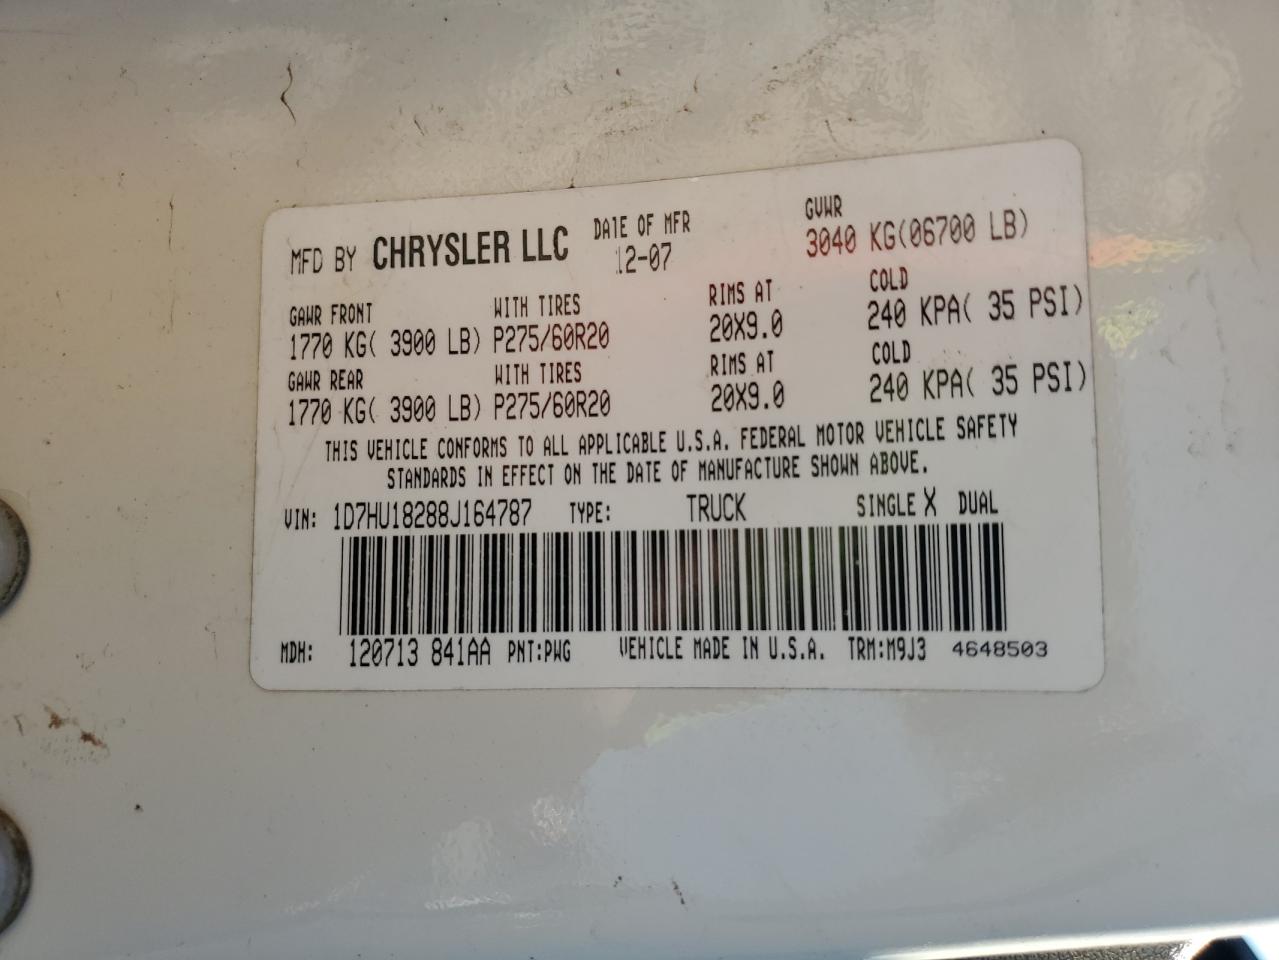 MFD BY CHRYSLER LLC DATE OF MFR GVWR
12-07 3040 KG(06700 LB)
GAWR FRONT WITH TIRES RIMS AT COLD
1770 KG( 3900 LB) P275/60R20 20X9.0 240 KPA( 35 PSI)
GAWR REAR WITH TIRES RIMS AT COLD
1770 KG( 3900 LB) P275/60R20 20X9.0 240 KPA( 35 PSI)
THIS VEHICLE CONFORMS TO ALL APPLICABLE U.S.A. FEDERAL MOTOR VEHICLE SAFETY
STANDARDS IN EFFECT ON THE DATE OF MANUFACTURE SHOWN ABOVE.
VIN: 1D7HU18288J164787 TYPE: TRUCK SINGLE X DUAL
MDH: 120713 841AA PNT:PWG VEHICLE MADE IN U.S.A. TRM:M9J3 4648503